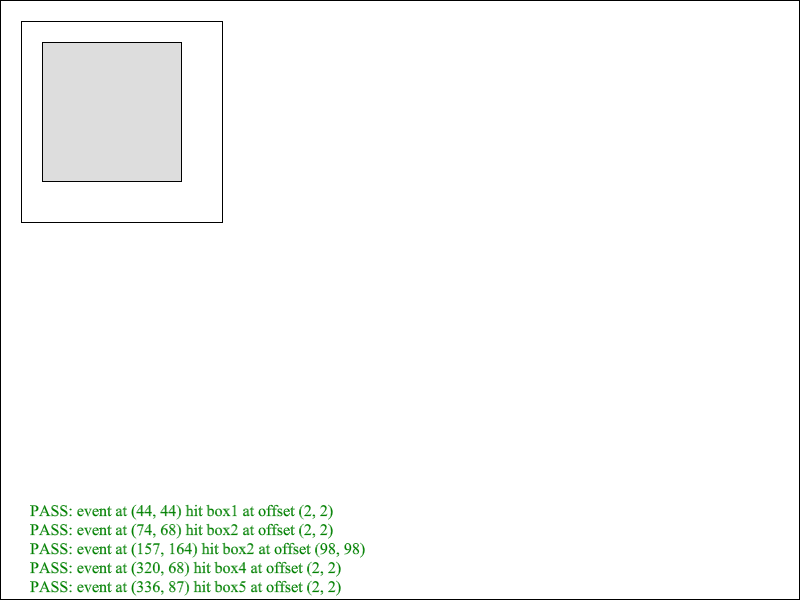 PASS: event at (44, 44) hit box1 at offset (2, 2)
PASS: event at (74, 68) hit box2 at offset (2, 2)
PASS: event at (157, 164) hit box2 at offset (98, 98)
PASS: event at (320, 68) hit box4 at offset (2, 2)
PASS: event at (336, 87) hit box5 at offset (2, 2)